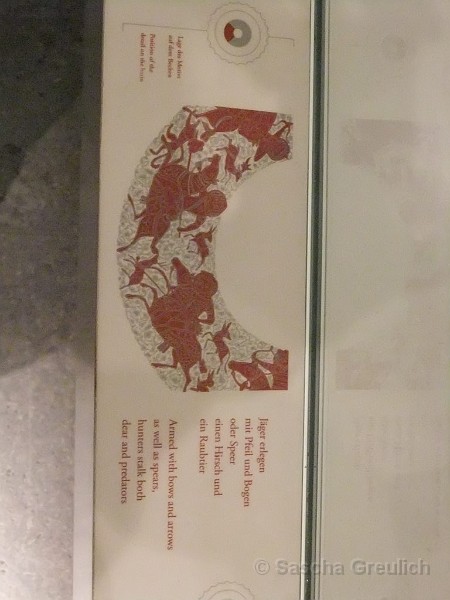 Lage des Motivs
auf dem Becken
Position of the
detail on the basin
Jäger erlegen
mit Pfeil und Bogen
oder Speer
einen Hirsch und
ein Raubtier
Armed with bows and arrows
as well as spears,
hunters stalk both
dear and predators
© Sascha Greulich